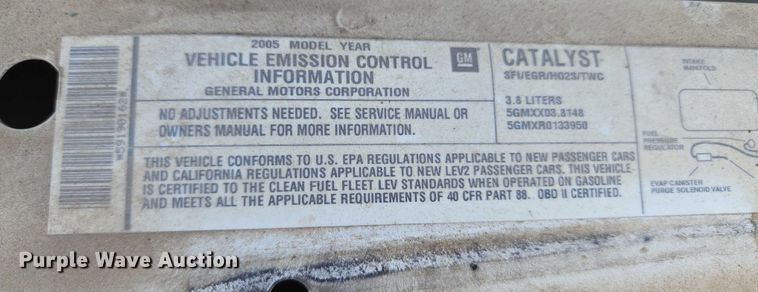 2005 MODEL YEAR
VEHICLE EMISSION CONTROL
INFORMATION
GENERAL MOTORS CORPORATION
GM
NO ADJUSTMENTS NEEDED. SEE SERVICE MANUAL OR
OWNERS MANUAL FOR MORE INFORMATION.
CATALYST
SFI/EGR/HO2S/TWC
3.8 LITERS
5GMXX03.8148
5GMXR0133950
THIS VEHICLE CONFORMS TO U.S. EPA REGULATIONS APPLICABLE TO NEW PASSENGER CARS
AND CALIFORNIA REGULATIONS APPLICABLE TO NEW LEV2 PASSENGER CARS. THIS VEHICLE
IS CERTIFIED TO THE CLEAN FUEL FLEET LEV STANDARDS WHEN OPERATED ON GASOLINE
AND MEETS ALL THE APPLICABLE REQUIREMENTS OF 40 CFR PART 88. OBD II CERTIFIED.
INTAKE
MANIFOLD
FUEL
PRESSURE
REGULATOR
EVAP CANISTER
PURGE SOLENOID VALVE
Purple Wave Auction